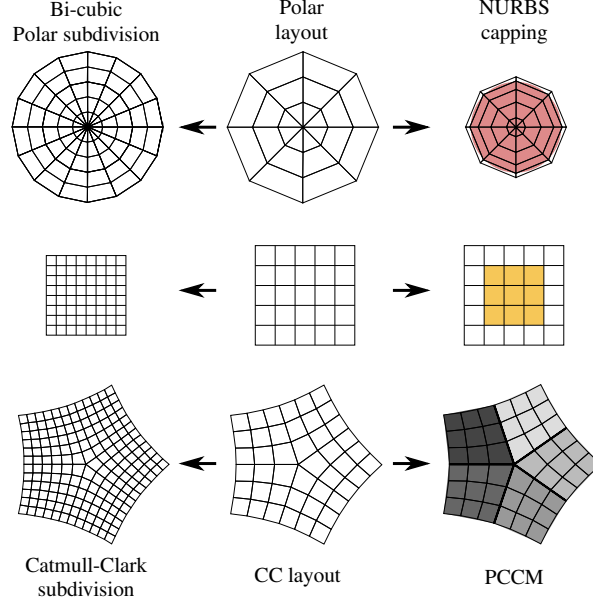 Bi-cubic
Polar subdivision
Polar
layout
NURBS
capping
Catmull-Clark
subdivision
CC layout
PCCM